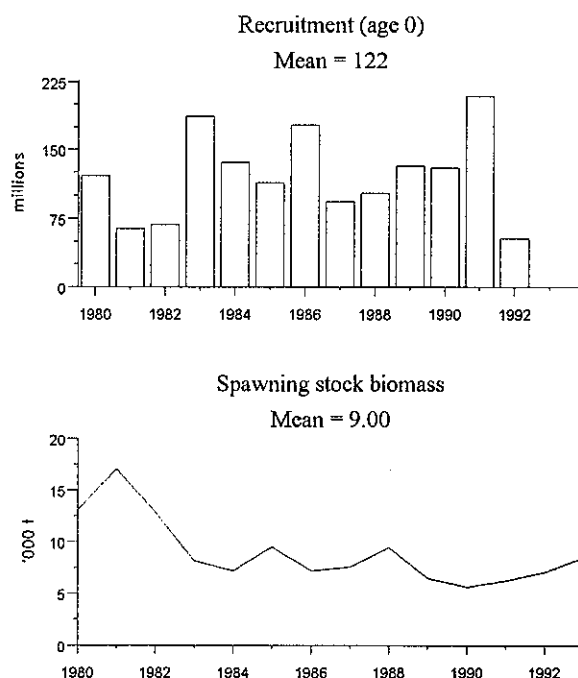 Recruitment (age 0)
Mean = 122
225
150
75
0
millions
1980 1982 1984 1986 1988 1990 1992
Spawning stock biomass
Mean = 9.00
20
15
10
5
0
'000 t
1980 1982 1984 1986 1988 1990 1992